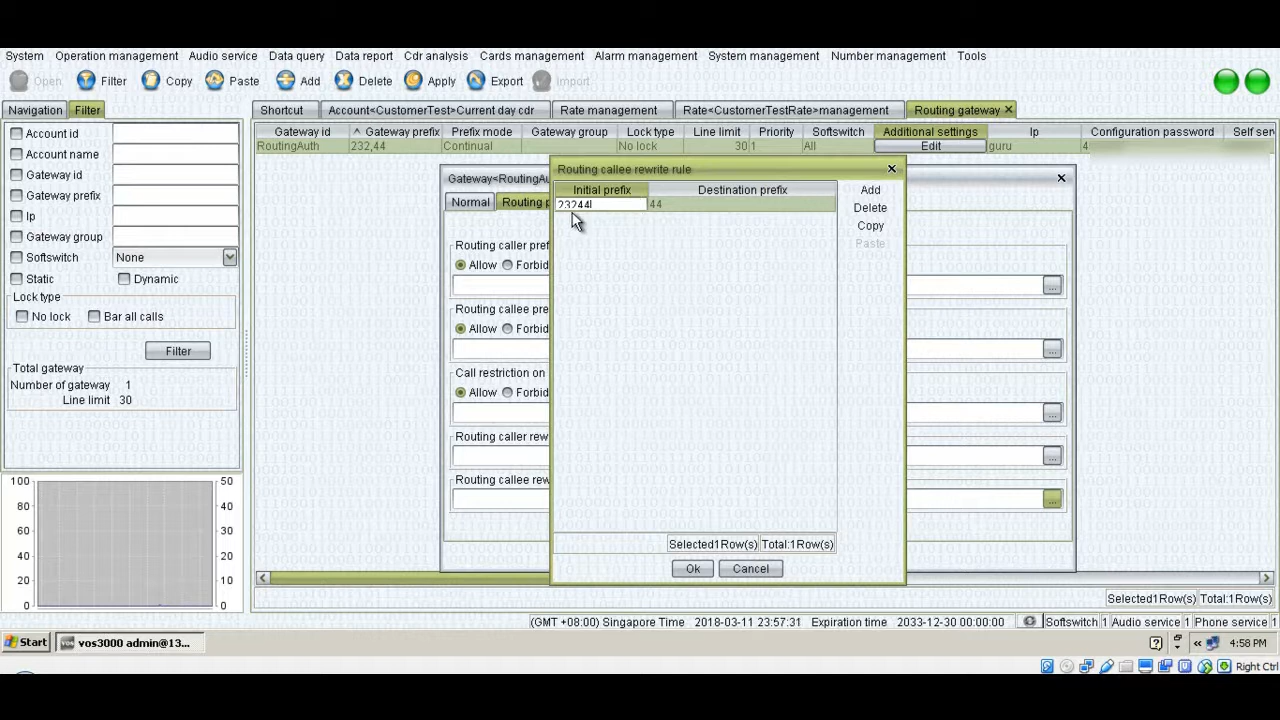 System Operation management Audio service Data query Data report Cdr analysis Cards management Alarm management System management Number management Tools
Open Filter Copy Paste Add Delete Apply Export Import
Navigation Filter
Shortcut Account<CustomerTest>Current day cdr Rate management Rate<CustomerTestRate>management Routing gateway
Account id
Account name
Gateway id
Gateway prefix
Ip
Gateway group
Softswitch None
Static Dynamic
Lock type
No lock Bar all calls
Filter
Total gateway
Number of gateway 1
Line limit 30
100 50
80 40
60 30
40 20
20 10
0 0
Gateway id Gateway prefix Prefix mode Gateway group Lock type Line limit Priority Softswitch Additional settings Ip Configuration password Self ser
RoutingAuth 232,44 Continual No lock 30 1 All Edit guru 4
Gateway<RoutingAu
Normal Routing p
Routing caller pref
Allow Forbid
...
Routing callee pre
Allow Forbid
...
Call restriction on
Allow Forbid
...
Routing caller rew
...
Routing callee rew
...
Routing callee rewrite rule
Initial prefix Destination prefix
23244 44
Add
Delete
Copy
Paste
Selected1Row(s) Total:1Row(s)
Ok Cancel
Selected1Row(s) Total:1Row(s)
(GMT +08:00) Singapore Time 2018-03-11 23:57:31 Expiration time 2033-12-30 00:00:00 Softswitch 1 Audio service 1 Phone service 1
Start vos3000 admin@13... « 4:58 PM
Right Ctrl